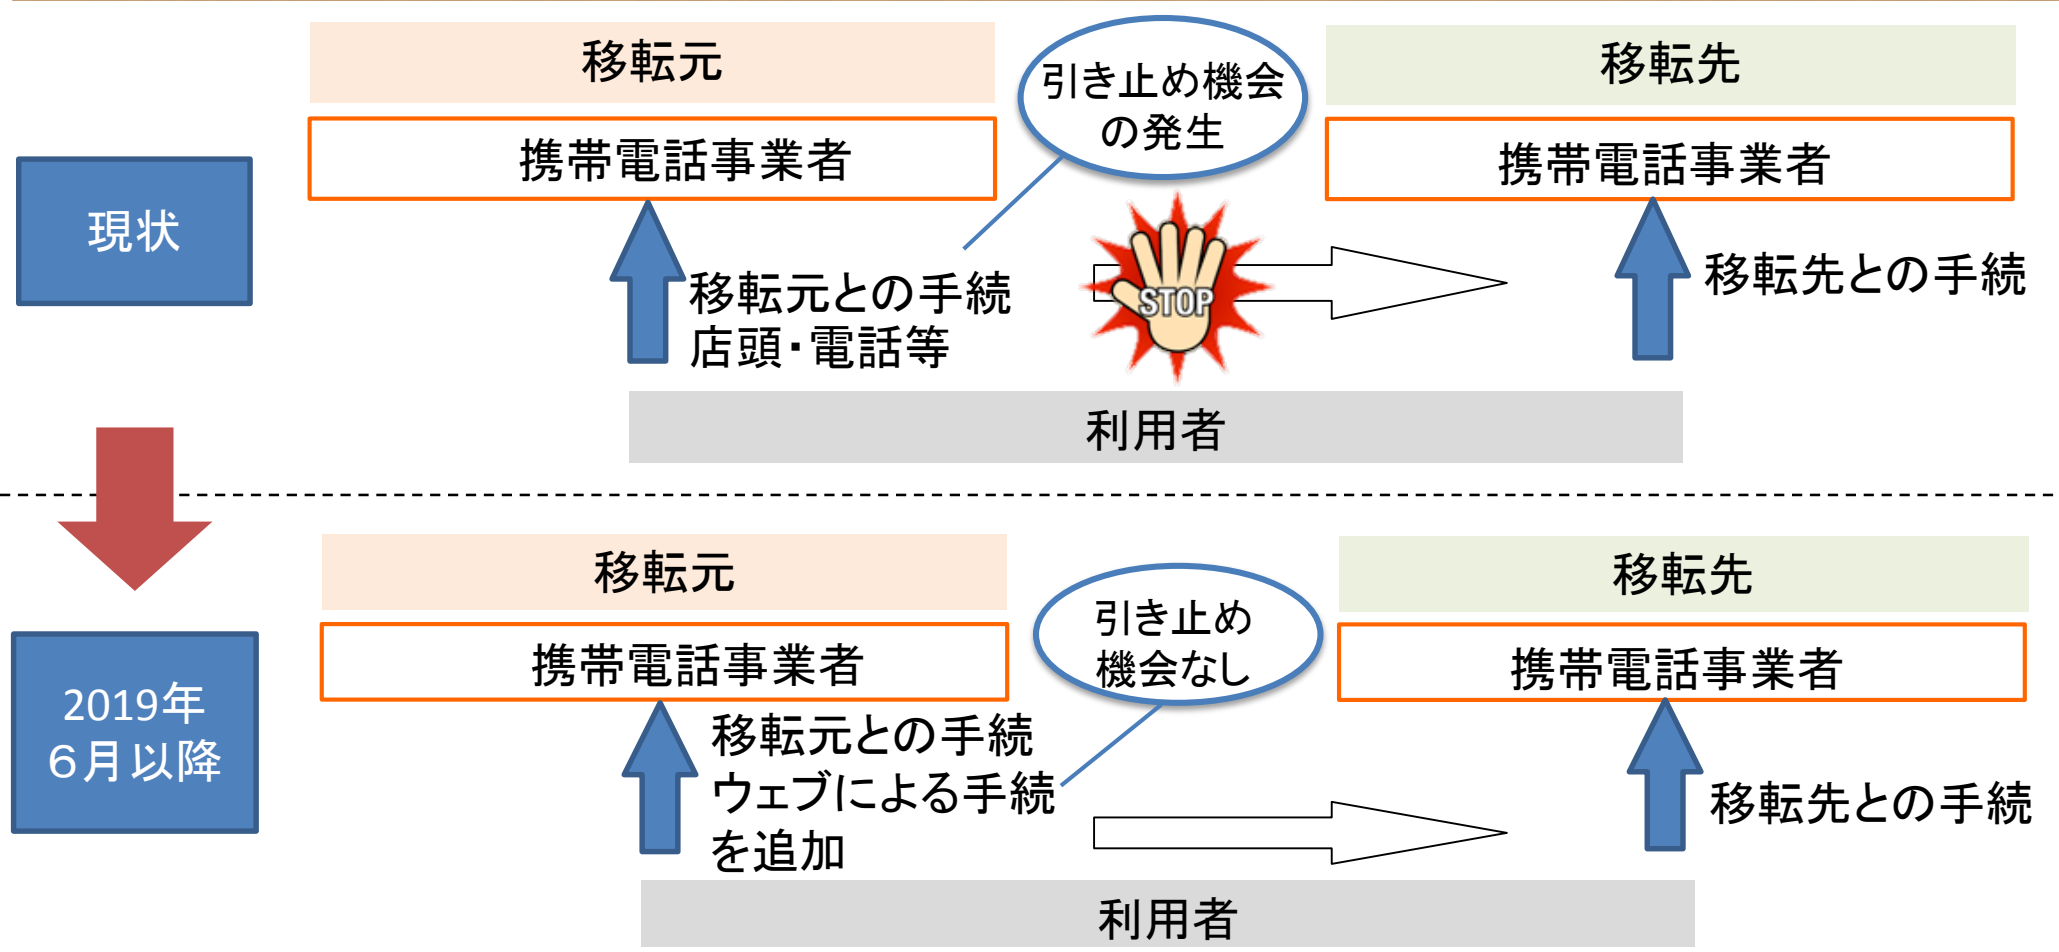 移転元
引き止め機会
の発生
移転先
携帯電話事業者
携帯電話事業者
現状
移転元との手続
店頭・電話等
STOP
移転先との手続
利用者
移転元
移転先
引き止め
機会なし
携帯電話事業者
携帯電話事業者
2019年
６月以降
移転元との手続
ウェブによる手続
を追加
移転先との手続
利用者